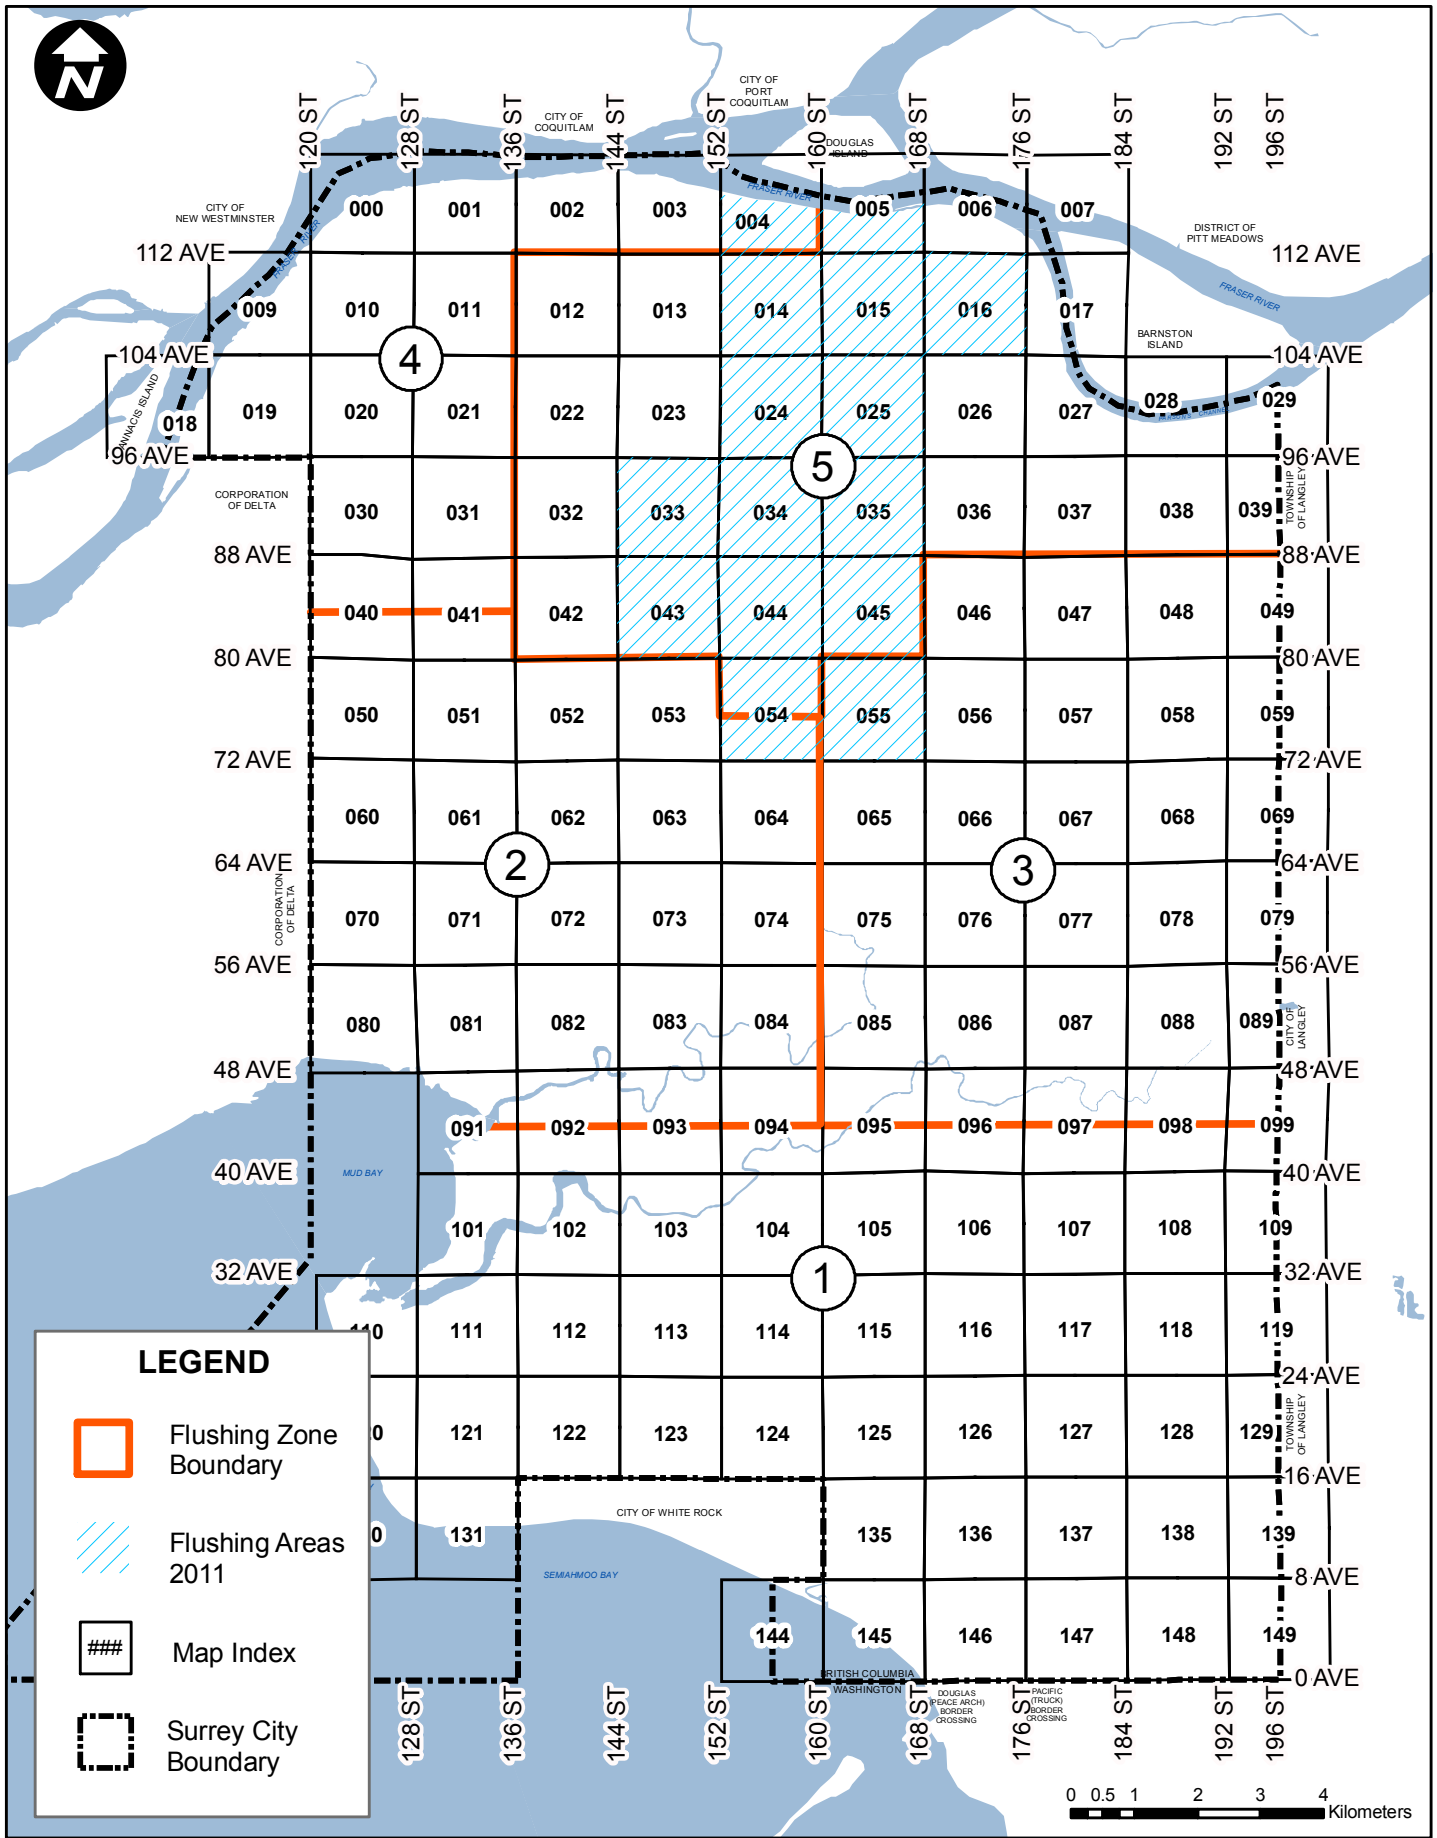 N
120 ST
128 ST
136 ST
144 ST
152 ST
160 ST
168 ST
176 ST
184 ST
192 ST
196 ST
CITY OF
COQUITLAM
CITY OF
PORT
COQUITLAM
DOUGLAS
ISLAND
CITY OF
NEW WESTMINSTER
FRASER RIVER
FRASER RIVER
000
001
002
003
004
005
006
007
DISTRICT OF
PITT MEADOWS
112 AVE
112 AVE
FRASER RIVER
009
010
011
012
013
014
015
016
017
BARNSTON
ISLAND
104 AVE
4
104 AVE
ANNACIS ISLAND
018
019
020
021
022
023
024
025
026
027
028
029
96 AVE
5
96 AVE
CORPORATION
OF DELTA
030
031
032
033
034
035
036
037
038
039
TOWNSHIP
OF LANGLEY
88 AVE
88 AVE
040
041
042
043
044
045
046
047
048
049
80 AVE
80 AVE
050
051
052
053
054
055
056
057
058
059
72 AVE
72 AVE
060
061
062
063
064
065
066
067
068
069
64 AVE
2
3
64 AVE
CORPORATION
OF DELTA
070
071
072
073
074
075
076
077
078
079
56 AVE
56 AVE
080
081
082
083
084
085
086
087
088
089
CITY OF
LANGLEY
48 AVE
48 AVE
091
092
093
094
095
096
097
098
099
40 AVE
MUD BAY
40 AVE
101
102
103
104
105
106
107
108
109
32 AVE
1
32 AVE
110
111
112
113
114
115
116
117
118
119
24 AVE
0
121
122
123
124
125
126
127
128
129
TOWNSHIP
OF LANGLEY
16 AVE
CITY OF WHITE ROCK
0
131
135
136
137
138
139
SEMIAHMOO BAY
8 AVE
144
145
146
147
148
149
BRITISH COLUMBIA
WASHINGTON
0 AVE
DOUGLAS
(PEACE ARCH)
BORDER
CROSSING
PACIFIC
(TRUCK)
BORDER
CROSSING
128 ST
136 ST
144 ST
152 ST
160 ST
168 ST
176 ST
184 ST
192 ST
196 ST
LEGEND
Flushing Zone
Boundary
Flushing Areas
2011
###
Map Index
Surrey City
Boundary
0 0.5 1 2 3 4
Kilometers